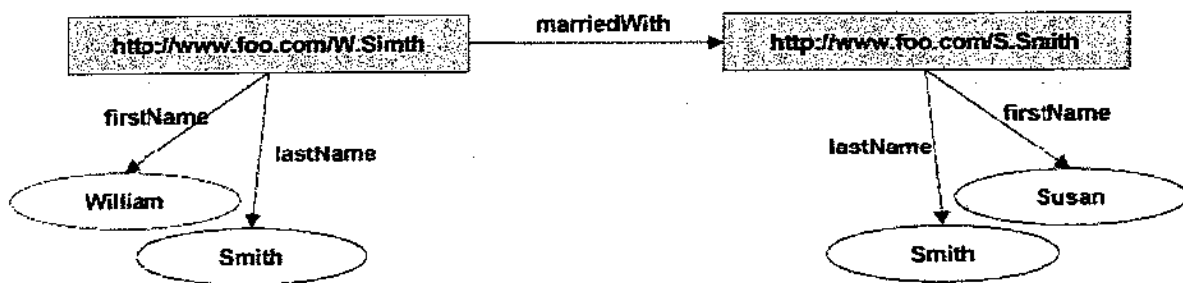 marriedWith
http://www.foo.com/W.Simth
http://www.foo.com/S.Smith
firstName
firstName
lastName
lastName
William
Susan
Smith
Smith